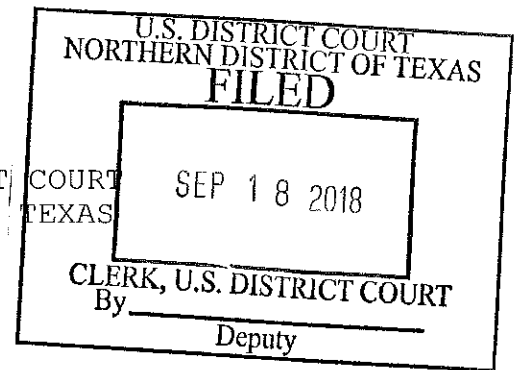 U.S. DISTRICT COURT
NORTHERN DISTRICT OF TEXAS
FILED
T COURT
TEXAS
SEP 18 2018
CLERK, U.S. DISTRICT COURT
By
Deputy